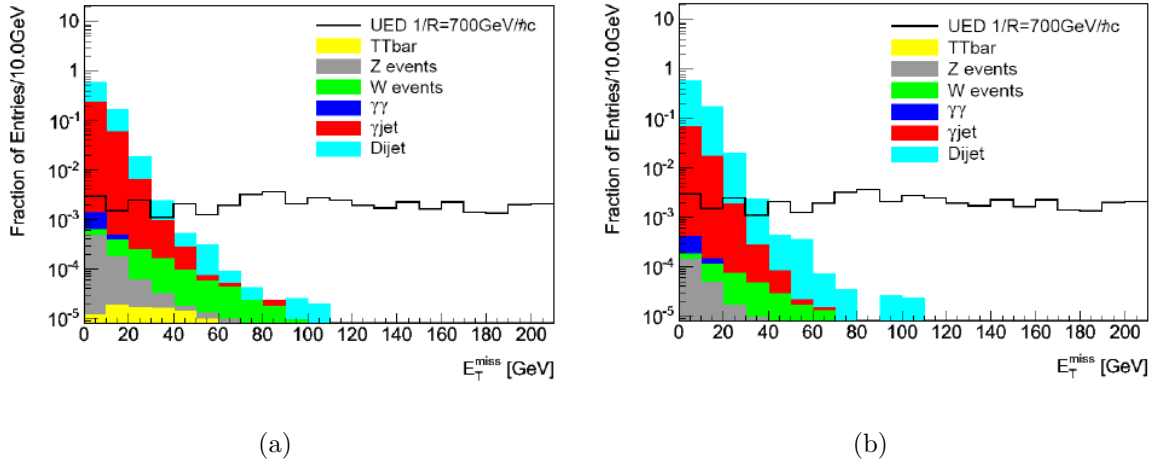 Fraction of Entries/10.0GeV
10
1
10⁻¹
10⁻²
10⁻³
10⁻⁴
10⁻⁵
UED 1/R=700GeV/ħc
TTbar
Z events
W events
γγ
γjet
Dijet
0 20 40 60 80 100 120 140 160 180 200
E_T^miss [GeV]
(a)
Fraction of Entries/10.0GeV
10
1
10⁻¹
10⁻²
10⁻³
10⁻⁴
10⁻⁵
UED 1/R=700GeV/ħc
TTbar
Z events
W events
γγ
γjet
Dijet
0 20 40 60 80 100 120 140 160 180 200
E_T^miss [GeV]
(b)